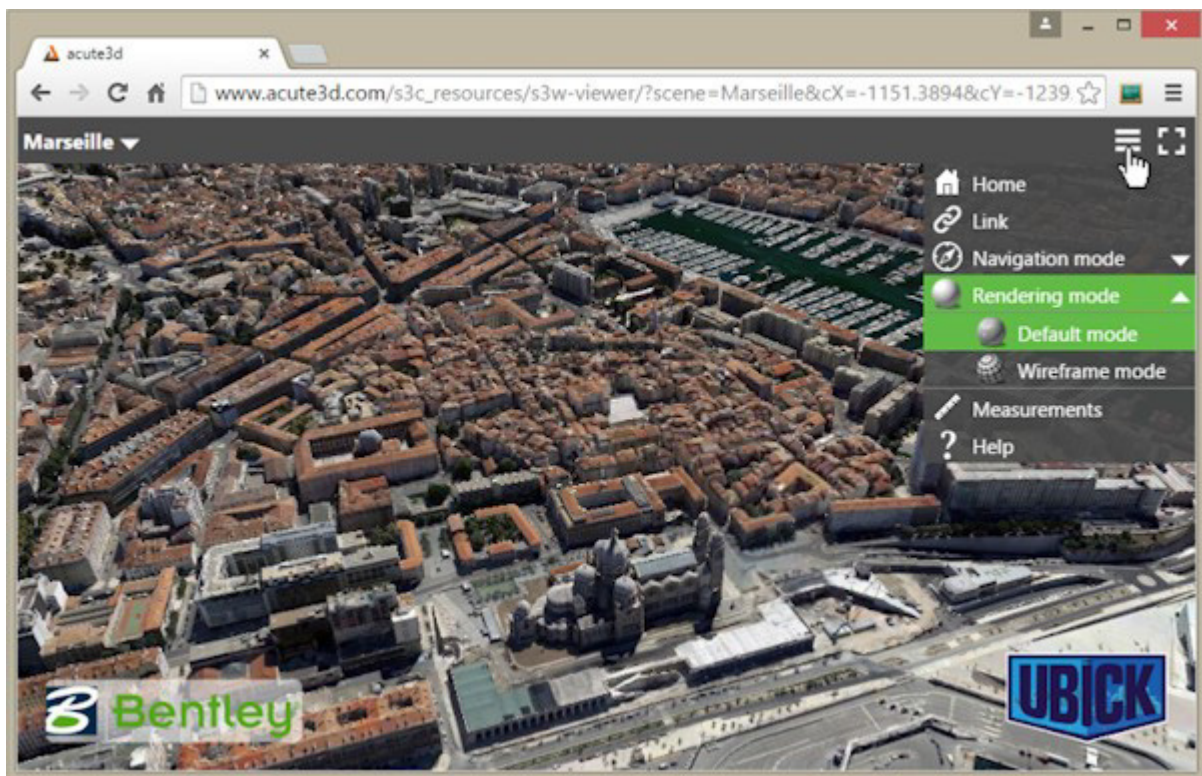 acute3d
www.acute3d.com/s3c_resources/s3w-viewer/?scene=Marseille&cX=-1151.3894&cY=-1239
Marseille
Home
Link
Navigation mode
Rendering mode
Default mode
Wireframe mode
Measurements
? Help
Bentley
UBICK